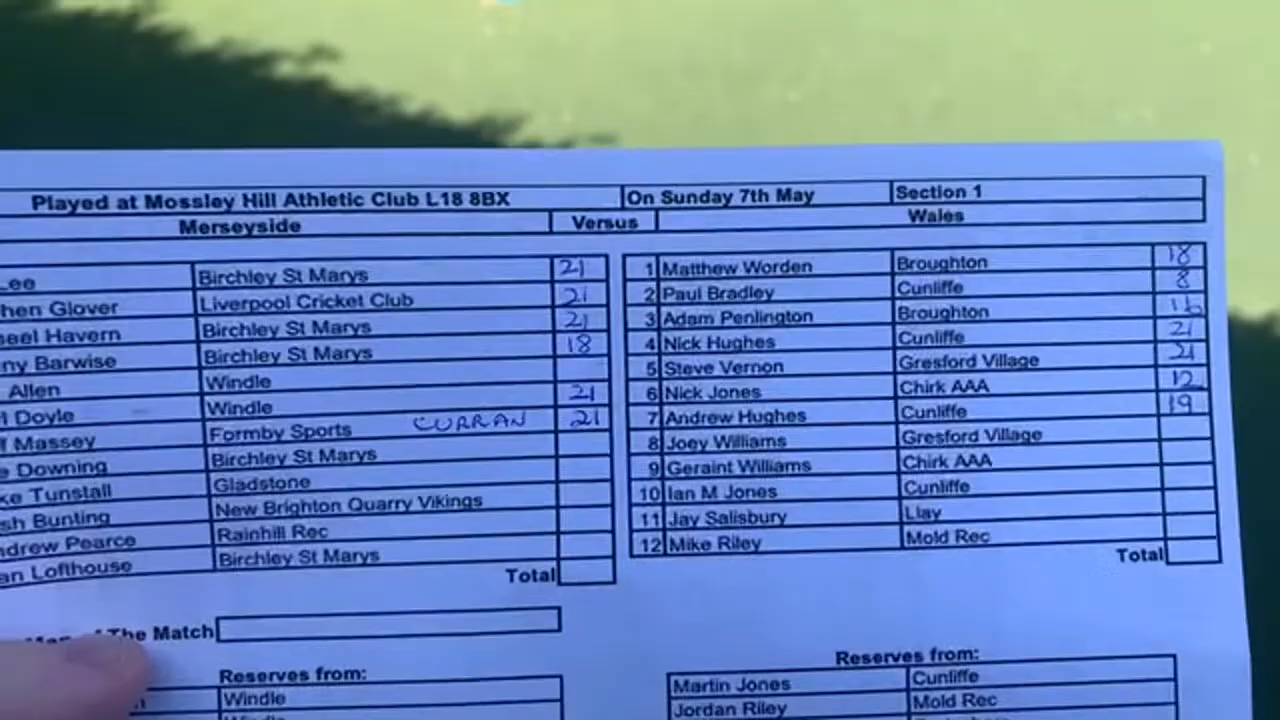 Played at Mossley Hill Athletic Club L18 8BX On Sunday 7th May Section 1
Merseyside Versus Wales
Lee Birchley St Marys 21 1 Matthew Worden Broughton 18
hen Glover Liverpool Cricket Club 21 2 Paul Bradley Cunliffe 8
Havern Birchley St Marys 21 3 Adam Penlington Broughton 16
ny Barwise Birchley St Marys 18 4 Nick Hughes Cunliffe 21
Allen Windle 5 Steve Vernon Gresford Village 21
Doyle Windle 21 6 Nick Jones Chirk AAA 12
Massey Formby Sports CURRAN 21 7 Andrew Hughes Cunliffe 19
Downing Birchley St Marys 8 Joey Williams Gresford Village
ke Tunstall Gladstone 9 Geraint Williams Chirk AAA
sh Bunting New Brighton Quarry Vikings 10 Ian M Jones Cunliffe
ndrew Pearce Rainhill Rec 11 Jay Salisbury Llay
an Lofthouse Birchley St Marys 12 Mike Riley Mold Rec
Total Total
The Match
Reserves from: Reserves from:
Windle Martin Jones Cunliffe
Jordan Riley Mold Rec